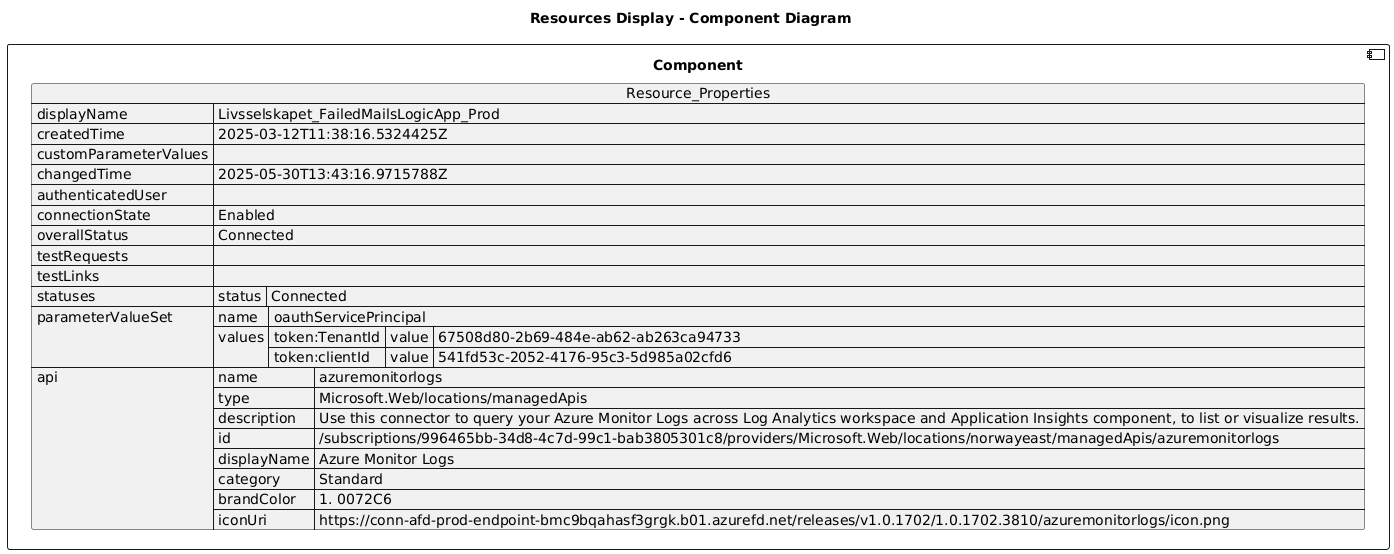 Resources Display - Component Diagram
Component
Resource_Properties
displayName Livsselskapet_FailedMailsLogicApp_Prod
createdTime 2025-03-12T11:38:16.5324425Z
customParameterValues
changedTime 2025-05-30T13:43:16.9715788Z
authenticatedUser
connectionState Enabled
overallStatus Connected
testRequests
testLinks
statuses status Connected
parameterValueSet name oauthServicePrincipal
values token:TenantId value 67508d80-2b69-484e-ab62-ab263ca94733
token:clientId value 541fd53c-2052-4176-95c3-5d985a02cfd6
api name azuremonitorlogs
type Microsoft.Web/locations/managedApis
description Use this connector to query your Azure Monitor Logs across Log Analytics workspace and Application Insights component, to list or visualize results.
id /subscriptions/996465bb-34d8-4c7d-99c1-bab3805301c8/providers/Microsoft.Web/locations/norwayeast/managedApis/azuremonitorlogs
displayName Azure Monitor Logs
category Standard
brandColor 1. 0072C6
iconUri https://conn-afd-prod-endpoint-bmc9bqahasf3grgk.b01.azurefd.net/releases/v1.0.1702/1.0.1702.3810/azuremonitorlogs/icon.png